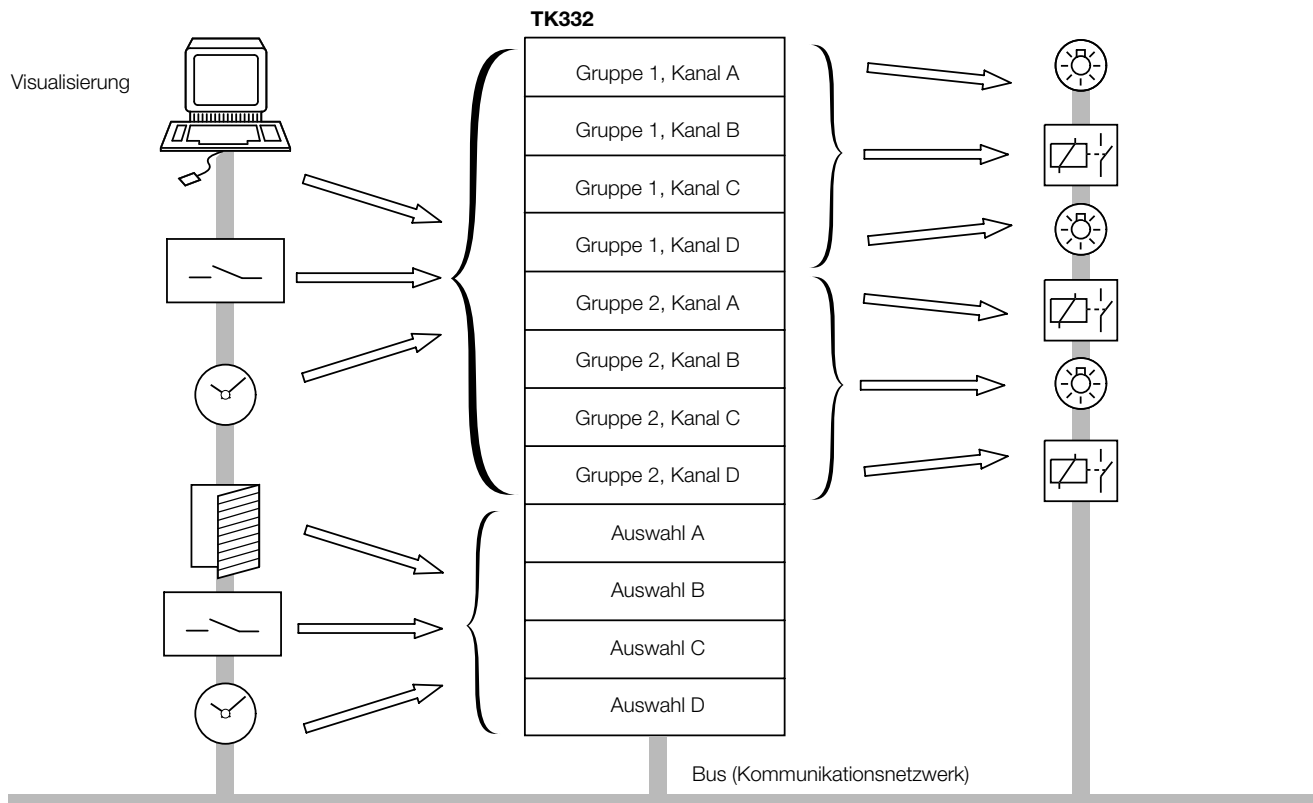 TK332
Visualisierung
Gruppe 1, Kanal A
Gruppe 1, Kanal B
Gruppe 1, Kanal C
Gruppe 1, Kanal D
Gruppe 2, Kanal A
Gruppe 2, Kanal B
Gruppe 2, Kanal C
Gruppe 2, Kanal D
Auswahl A
Auswahl B
Auswahl C
Auswahl D
Bus (Kommunikationsnetzwerk)